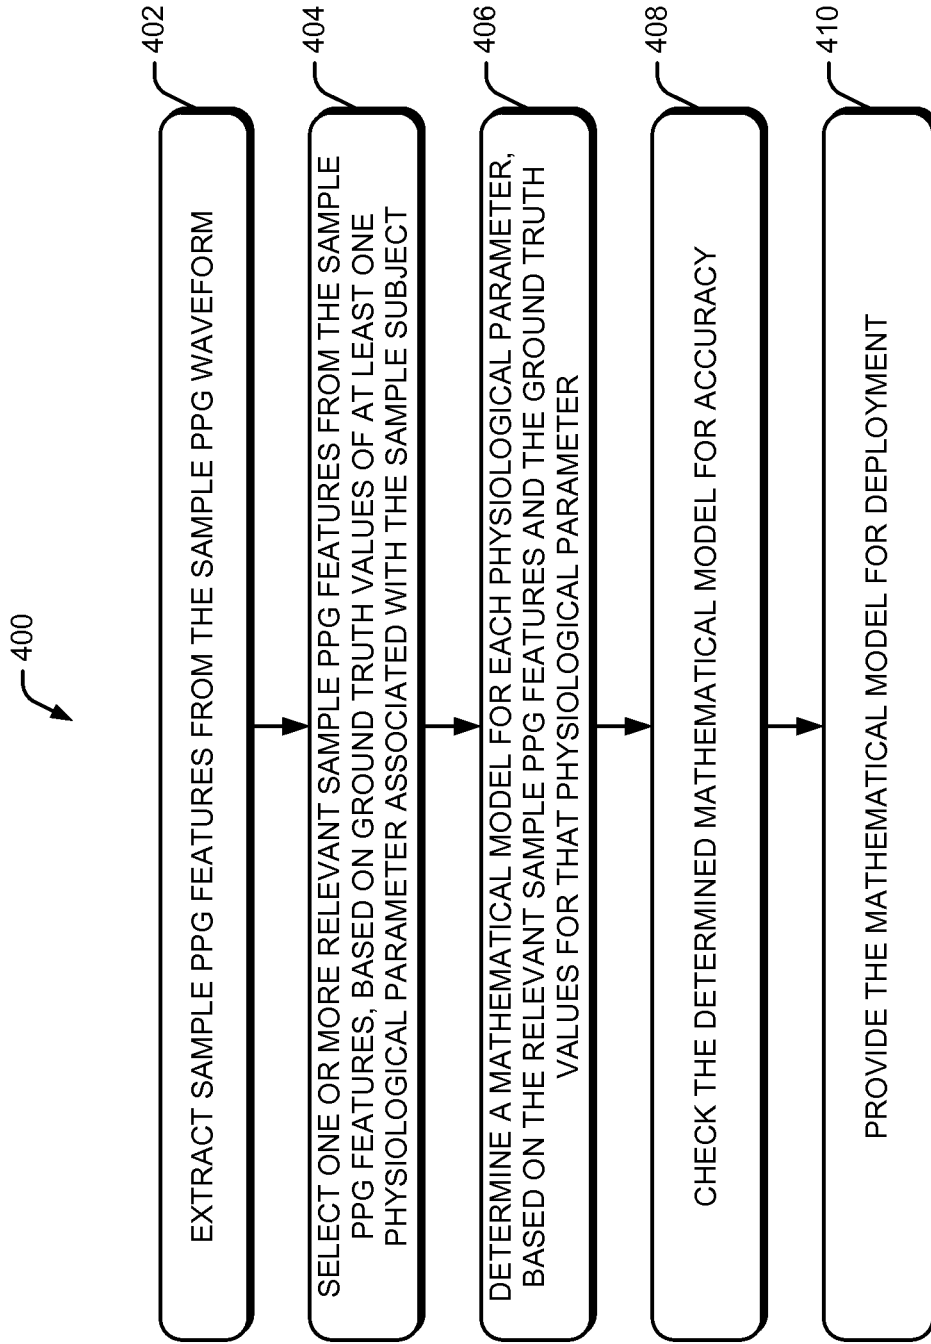 400
402
EXTRACT SAMPLE PPG FEATURES FROM THE SAMPLE PPG WAVEFORM
404
SELECT ONE OR MORE RELEVANT SAMPLE PPG FEATURES FROM THE SAMPLE
PPG FEATURES, BASED ON GROUND TRUTH VALUES OF AT LEAST ONE
PHYSIOLOGICAL PARAMETER ASSOCIATED WITH THE SAMPLE SUBJECT
406
DETERMINE A MATHEMATICAL MODEL FOR EACH PHYSIOLOGICAL PARAMETER,
BASED ON THE RELEVANT SAMPLE PPG FEATURES AND THE GROUND TRUTH
VALUES FOR THAT PHYSIOLOGICAL PARAMETER
408
CHECK THE DETERMINED MATHEMATICAL MODEL FOR ACCURACY
410
PROVIDE THE MATHEMATICAL MODEL FOR DEPLOYMENT